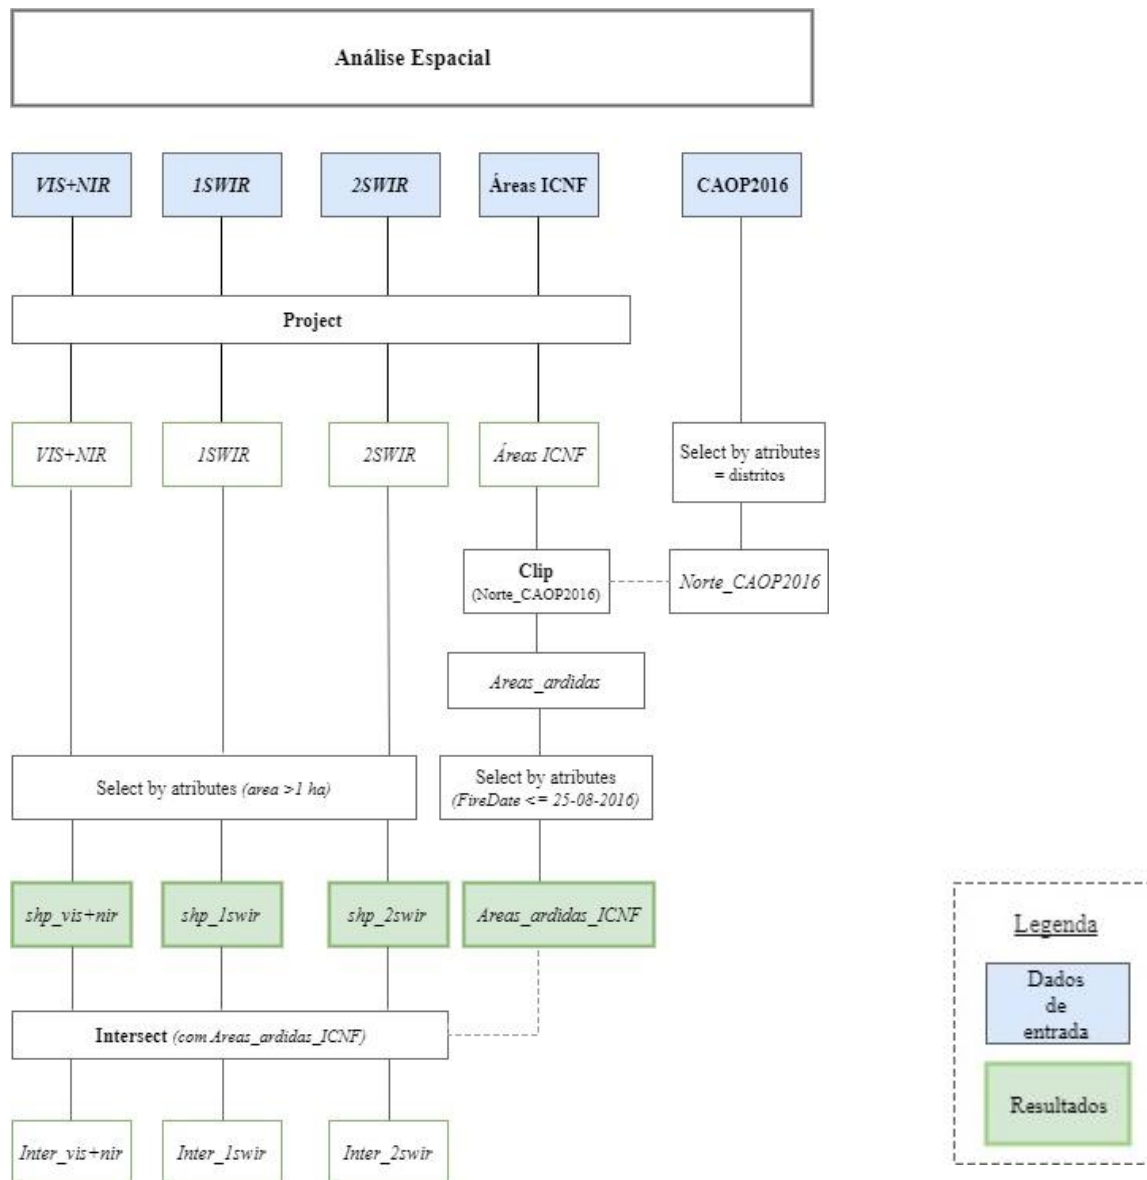 Análise Espacial
VIS+NIR
1SWIR
2SWIR
Áreas ICNF
CAOP2016
Project
VIS+NIR
1SWIR
2SWIR
Áreas ICNF
Select by atributes
= distritos
Clip
(Norte_CAOP2016)
Norte_CAOP2016
Areas_ardidas
Select by atributes (area >1 ha)
Select by atributes
(FireDate <= 25-08-2016)
shp_vis+nir
shp_1swir
shp_2swir
Areas_ardidas_ICNF
Intersect (com Areas_ardidas_ICNF)
Inter_vis+nir
Inter_1swir
Inter_2swir
Legenda
Dados
de
entrada
Resultados